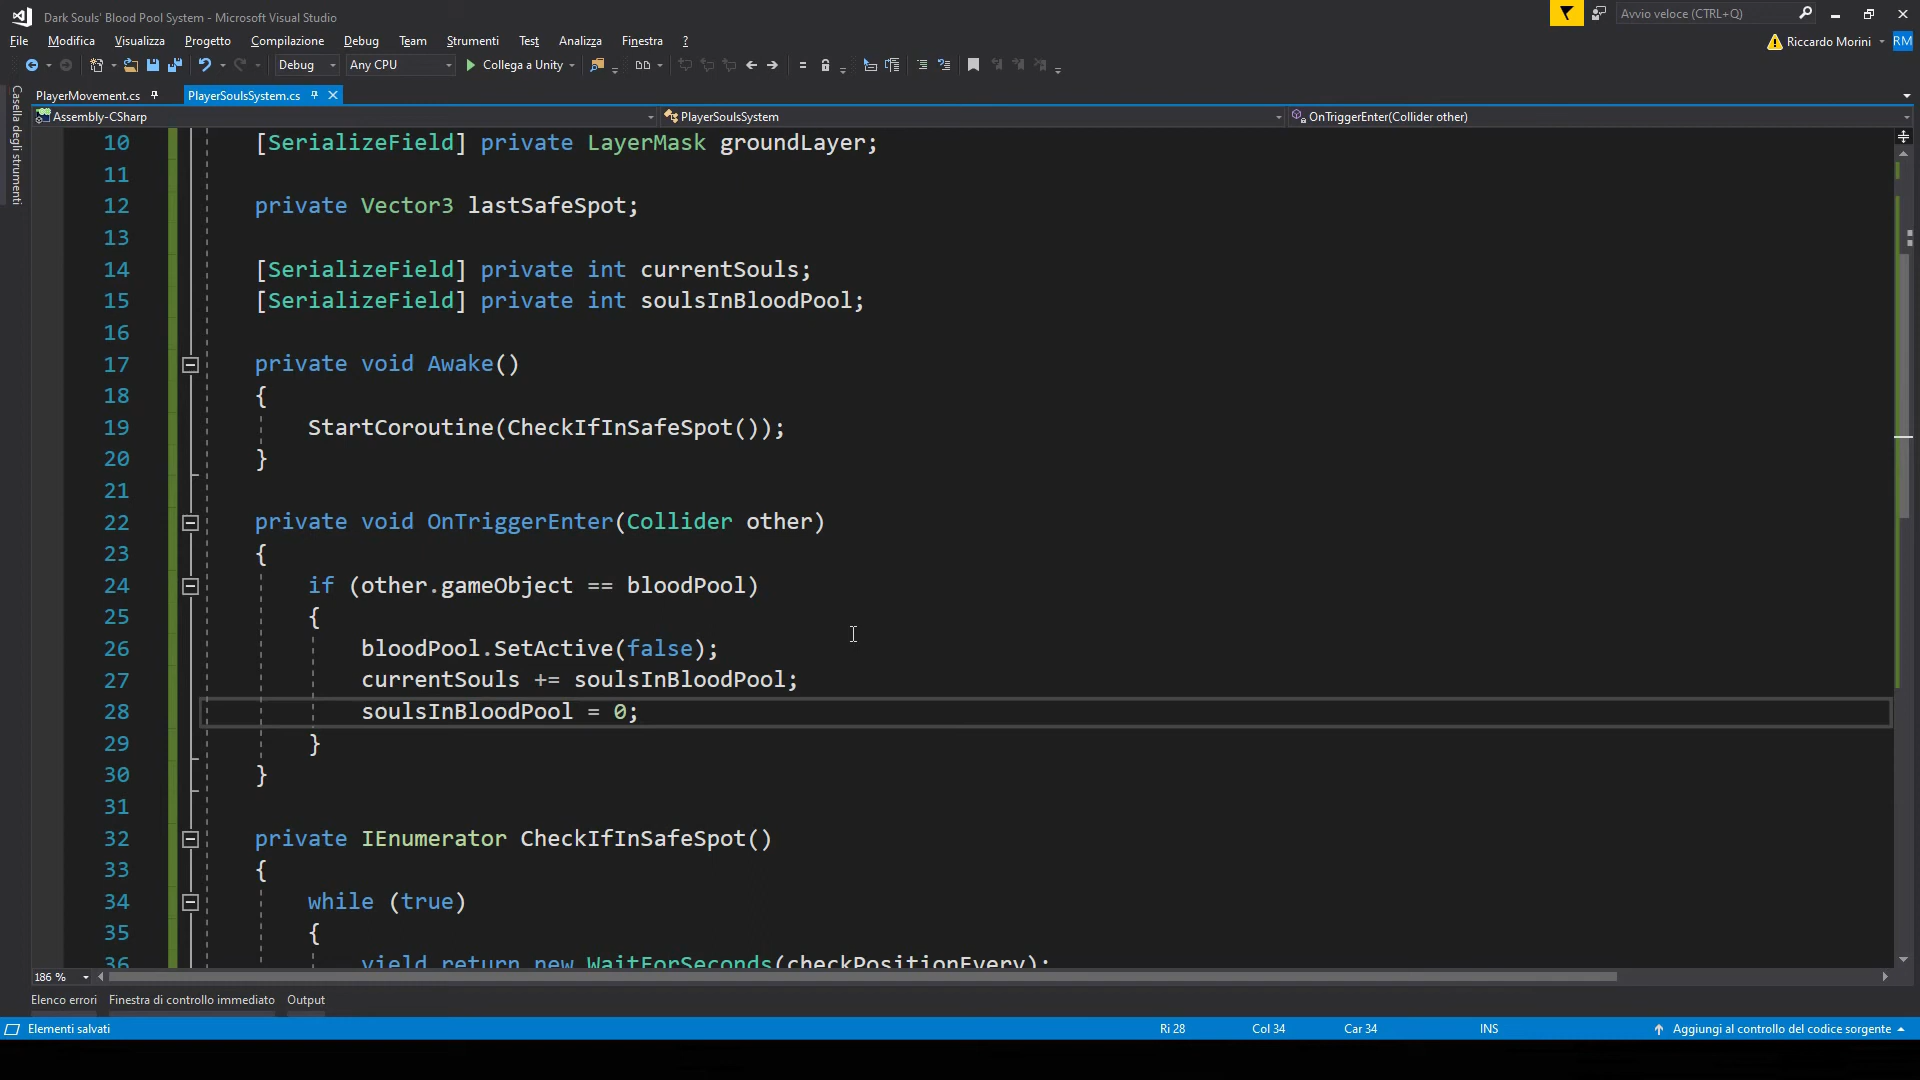 Dark Souls' Blood Pool System - Microsoft Visual Studio
Avvio veloce (CTRL+Q)
File Modifica Visualizza Progetto Compilazione Debug Team Strumenti Test Analizza Finestra ?
Riccardo Morini RM
Debug Any CPU Collega a Unity
PlayerMovement.cs PlayerSoulsSystem.cs
Casella degli strumenti
Assembly-CSharp PlayerSoulsSystem OnTriggerEnter(Collider other)
10 [SerializeField] private LayerMask groundLayer;
11
12 private Vector3 lastSafeSpot;
13
14 [SerializeField] private int currentSouls;
15 [SerializeField] private int soulsInBloodPool;
16
17 private void Awake()
18 {
19 StartCoroutine(CheckIfInSafeSpot());
20 }
21
22 private void OnTriggerEnter(Collider other)
23 {
24 if (other.gameObject == bloodPool)
25 {
26 bloodPool.SetActive(false);
27 currentSouls += soulsInBloodPool;
28 soulsInBloodPool = 0;
29 }
30 }
31
32 private IEnumerator CheckIfInSafeSpot()
33 {
34 while (true)
35 {
36 yield return new WaitForSeconds(checkPositionEvery);
186 %
Elenco errori Finestra di controllo immediato Output
Elementi salvati Ri 28 Col 34 Car 34 INS Aggiungi al controllo del codice sorgente